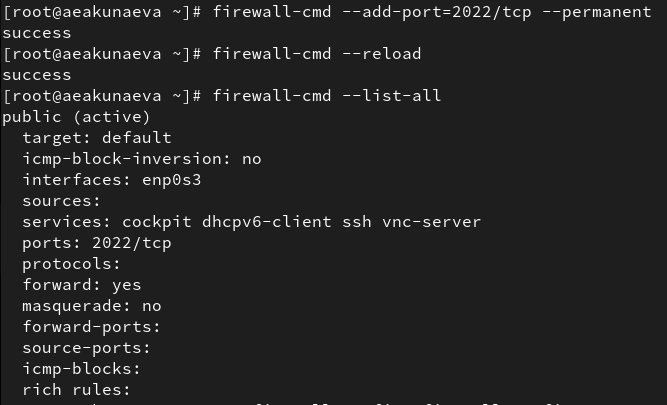 [root@aeakunaeva ~]# firewall-cmd --add-port=2022/tcp --permanent
success
[root@aeakunaeva ~]# firewall-cmd --reload
success
[root@aeakunaeva ~]# firewall-cmd --list-all
public (active)
  target: default
  icmp-block-inversion: no
  interfaces: enp0s3
  sources:
  services: cockpit dhcpv6-client ssh vnc-server
  ports: 2022/tcp
  protocols:
  forward: yes
  masquerade: no
  forward-ports:
  source-ports:
  icmp-blocks:
  rich rules: